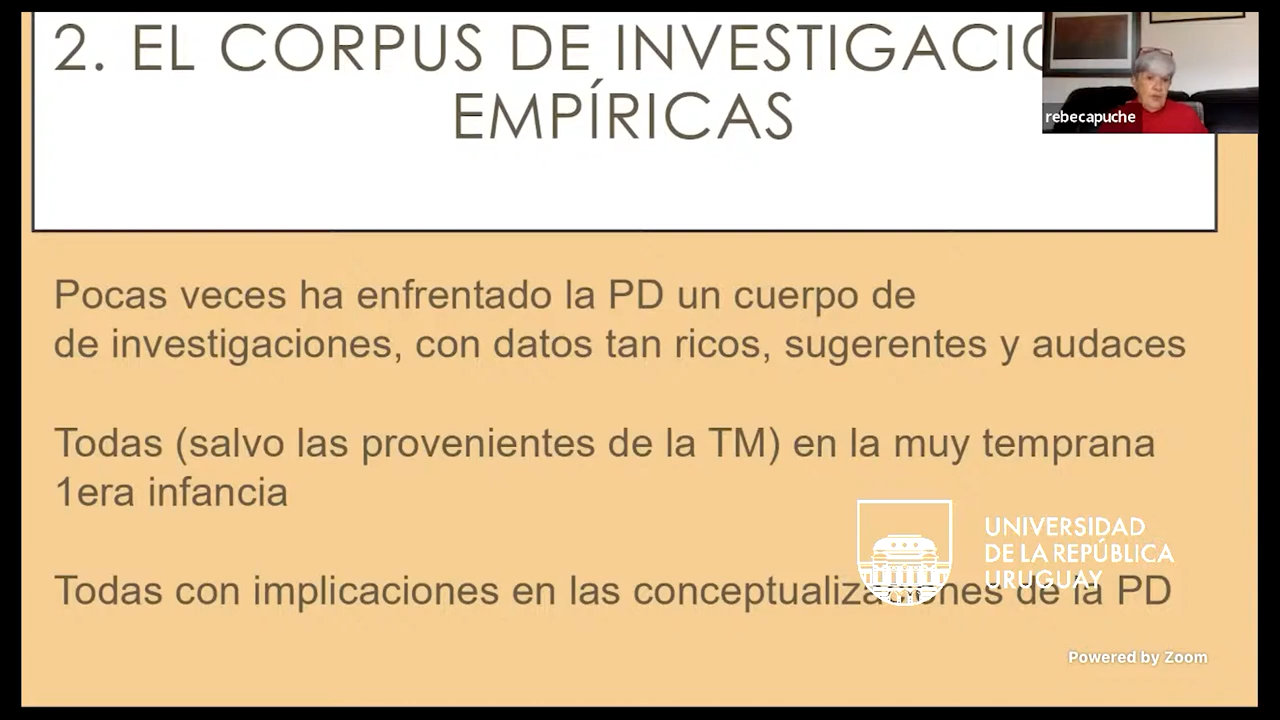 2. EL CORPUS DE INVESTIGACIO
EMPÍRICAS
rebecapuche
Pocas veces ha enfrentado la PD un cuerpo de
de investigaciones, con datos tan ricos, sugerentes y audaces
Todas (salvo las provenientes de la TM) en la muy temprana
1era infancia
Todas con implicaciones en las conceptualizaciones de la PD
UNIVERSIDAD
DE LA REPÚBLICA
URUGUAY
Powered by Zoom